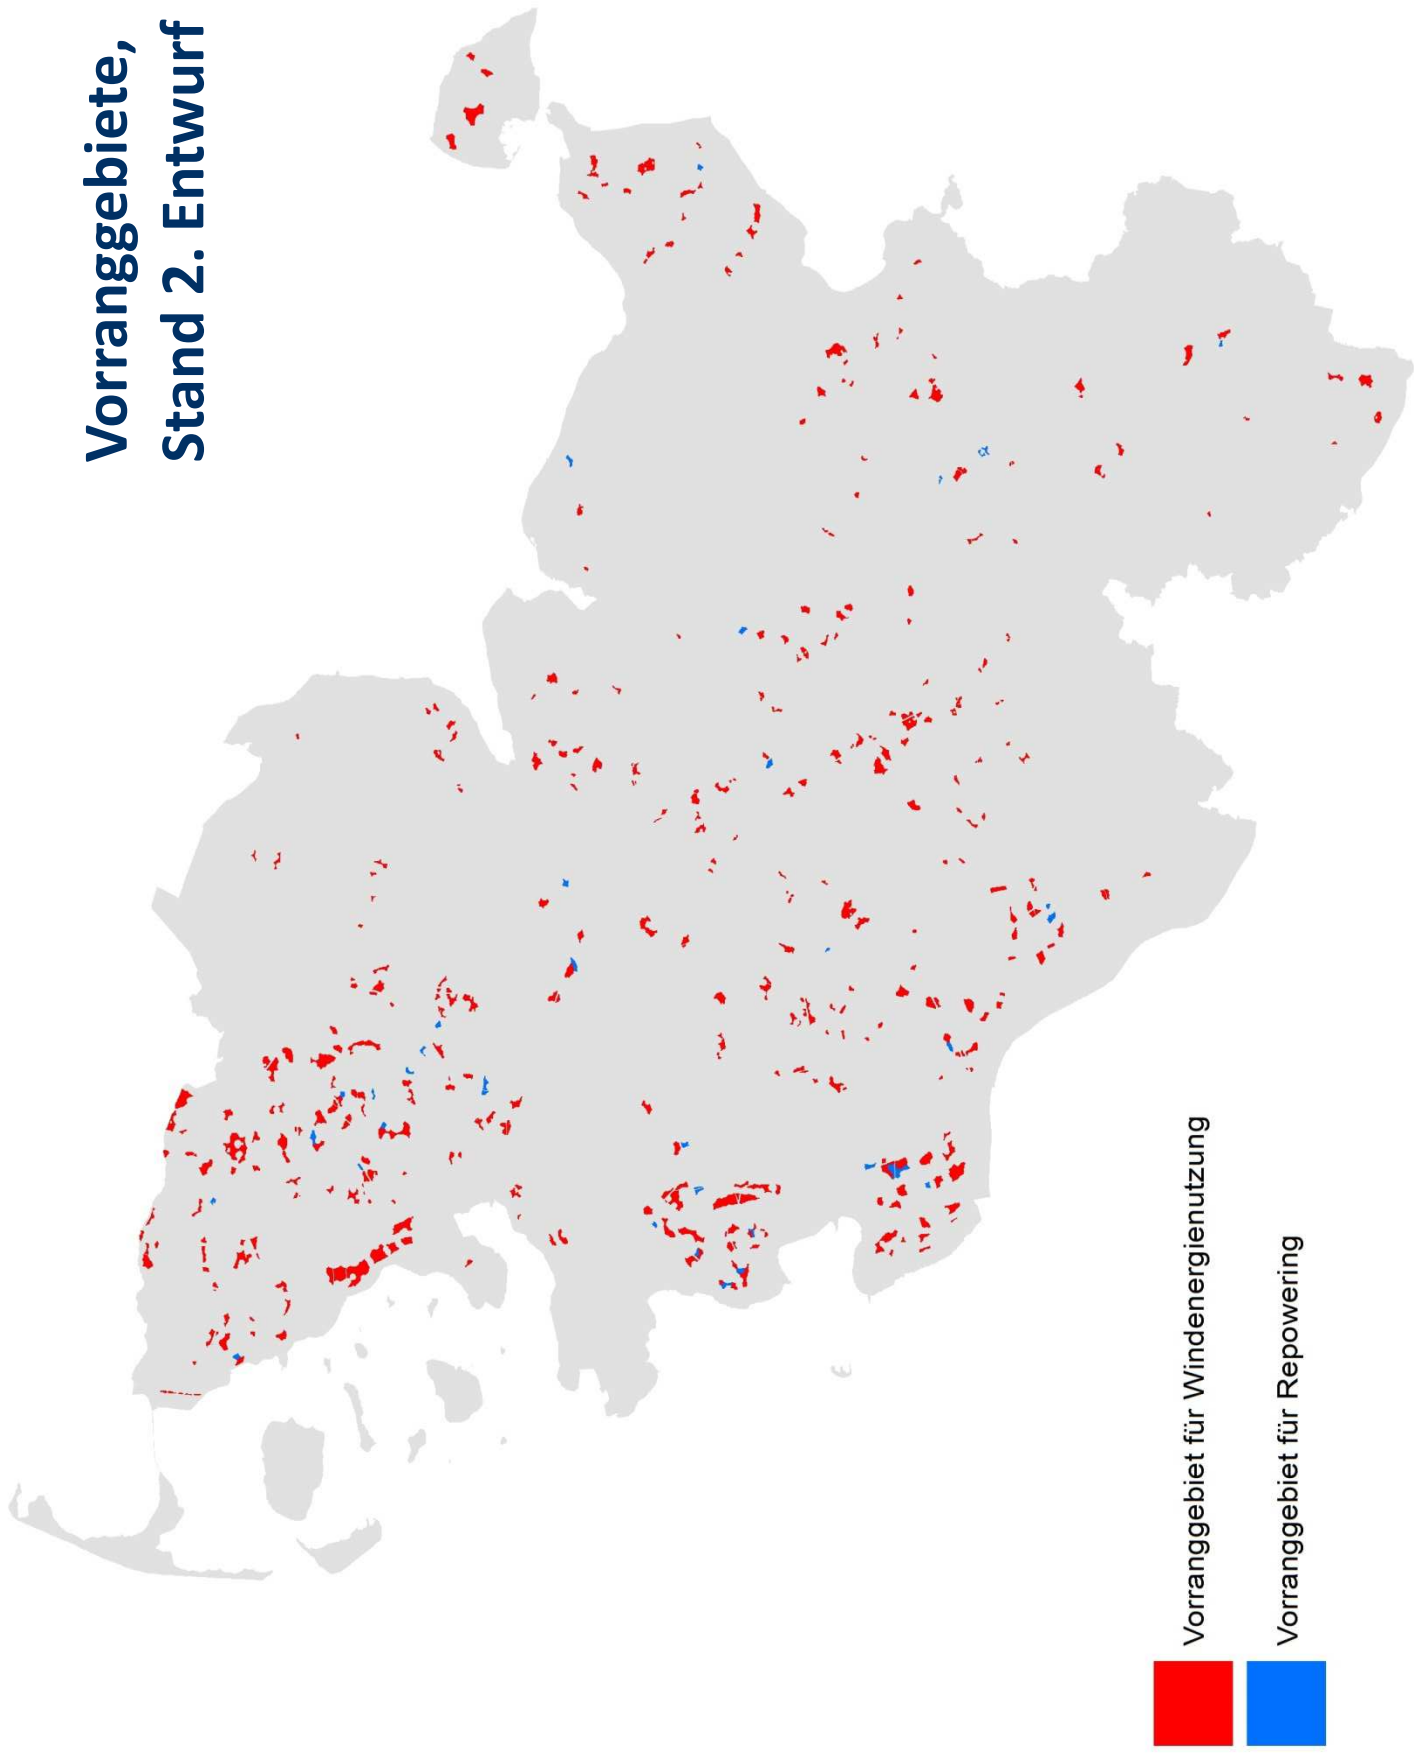 Vorranggebiete,
Stand 2. Entwurf
Vorranggebiet für Windenergienutzung
Vorranggebiet für Repowering